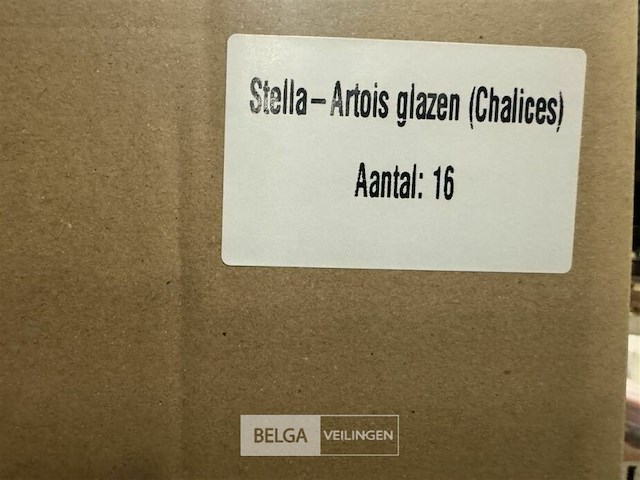 Stella-Artois glazen (Chalices)
Aantal: 16
BELGA VEILINGEN